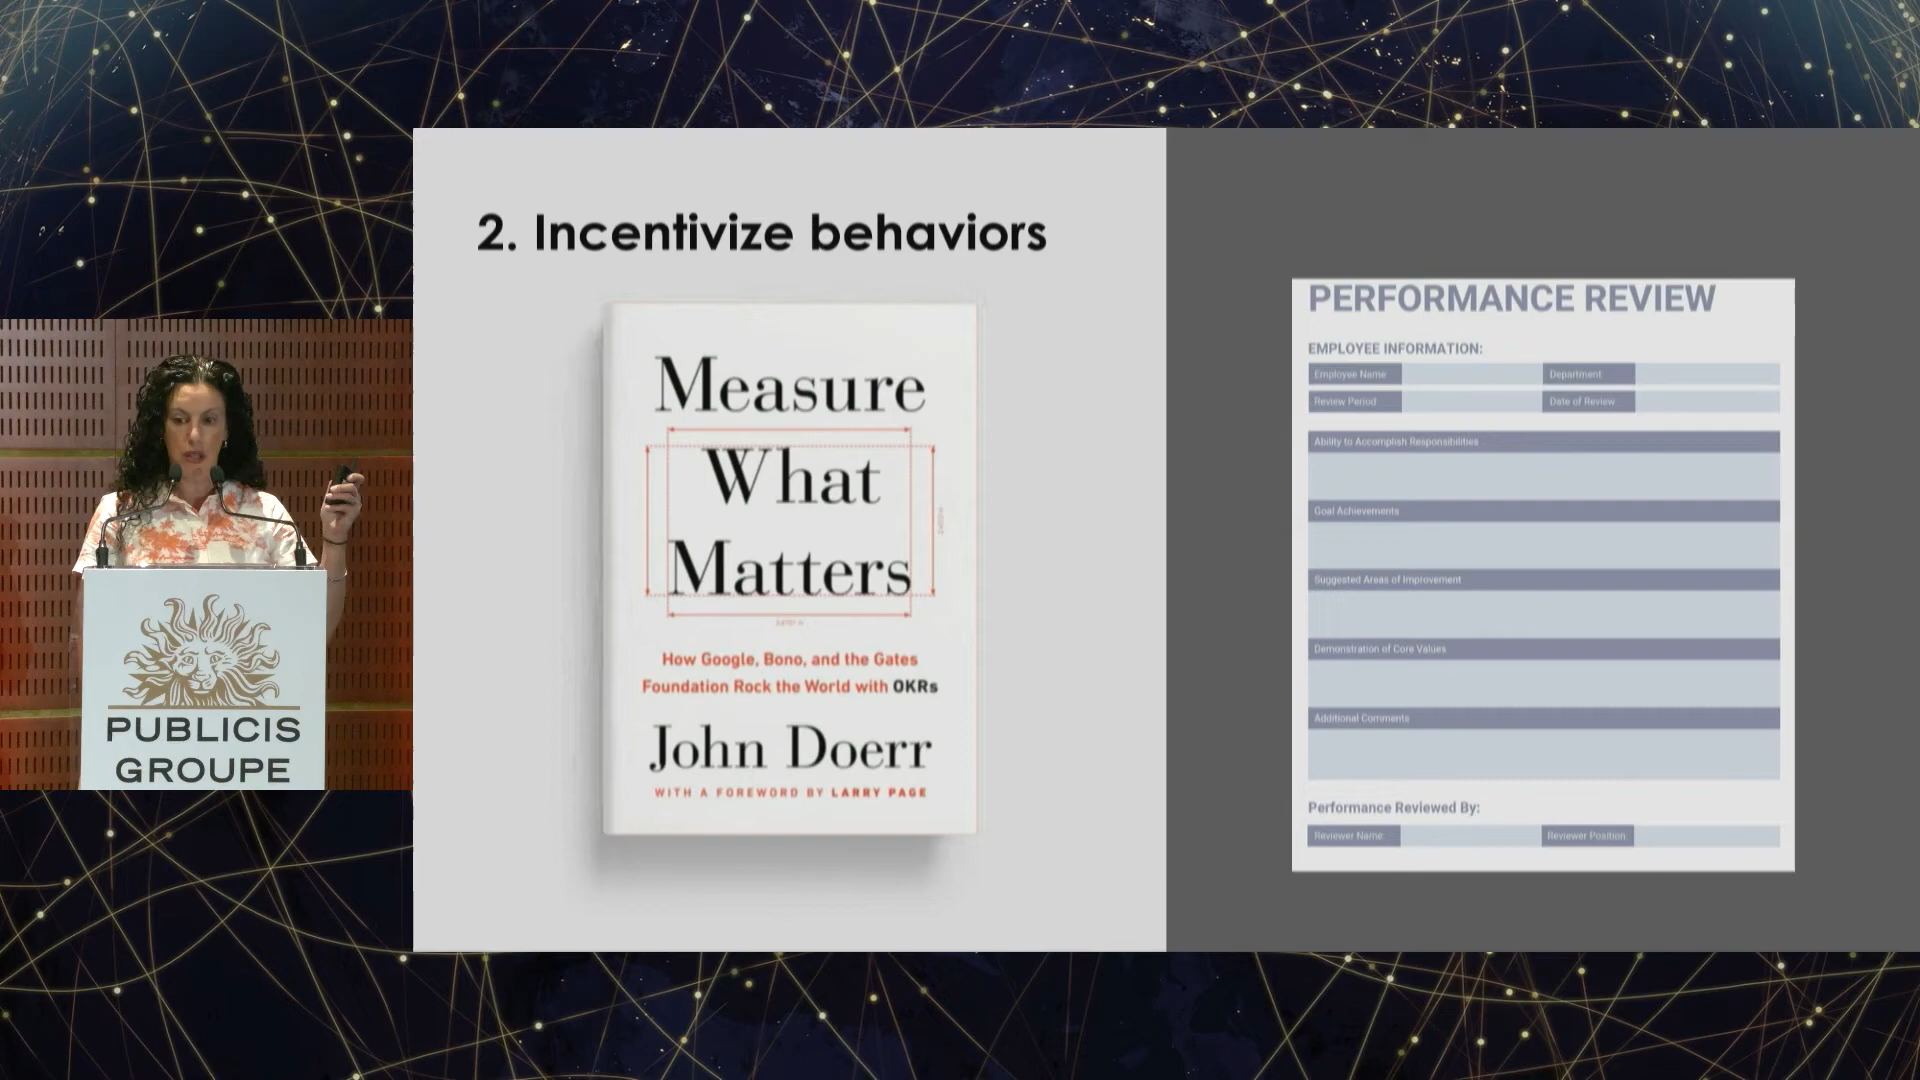 2. Incentivize behaviors
Measure
What
Matters
How Google, Bono, and the Gates
Foundation Rock the World with OKRs
John Doerr
WITH A FOREWORD BY LARRY PAGE
PERFORMANCE REVIEW
EMPLOYEE INFORMATION:
Employee Name
Department
Review Period
Date of Review
Ability to Accomplish Responsibilities
Goal Achievements
Suggested Areas of Improvement
Demonstration of Core Values
Additional Comments
Performance Reviewed By:
Reviewer Name
Reviewer Position
PUBLICIS
GROUPE